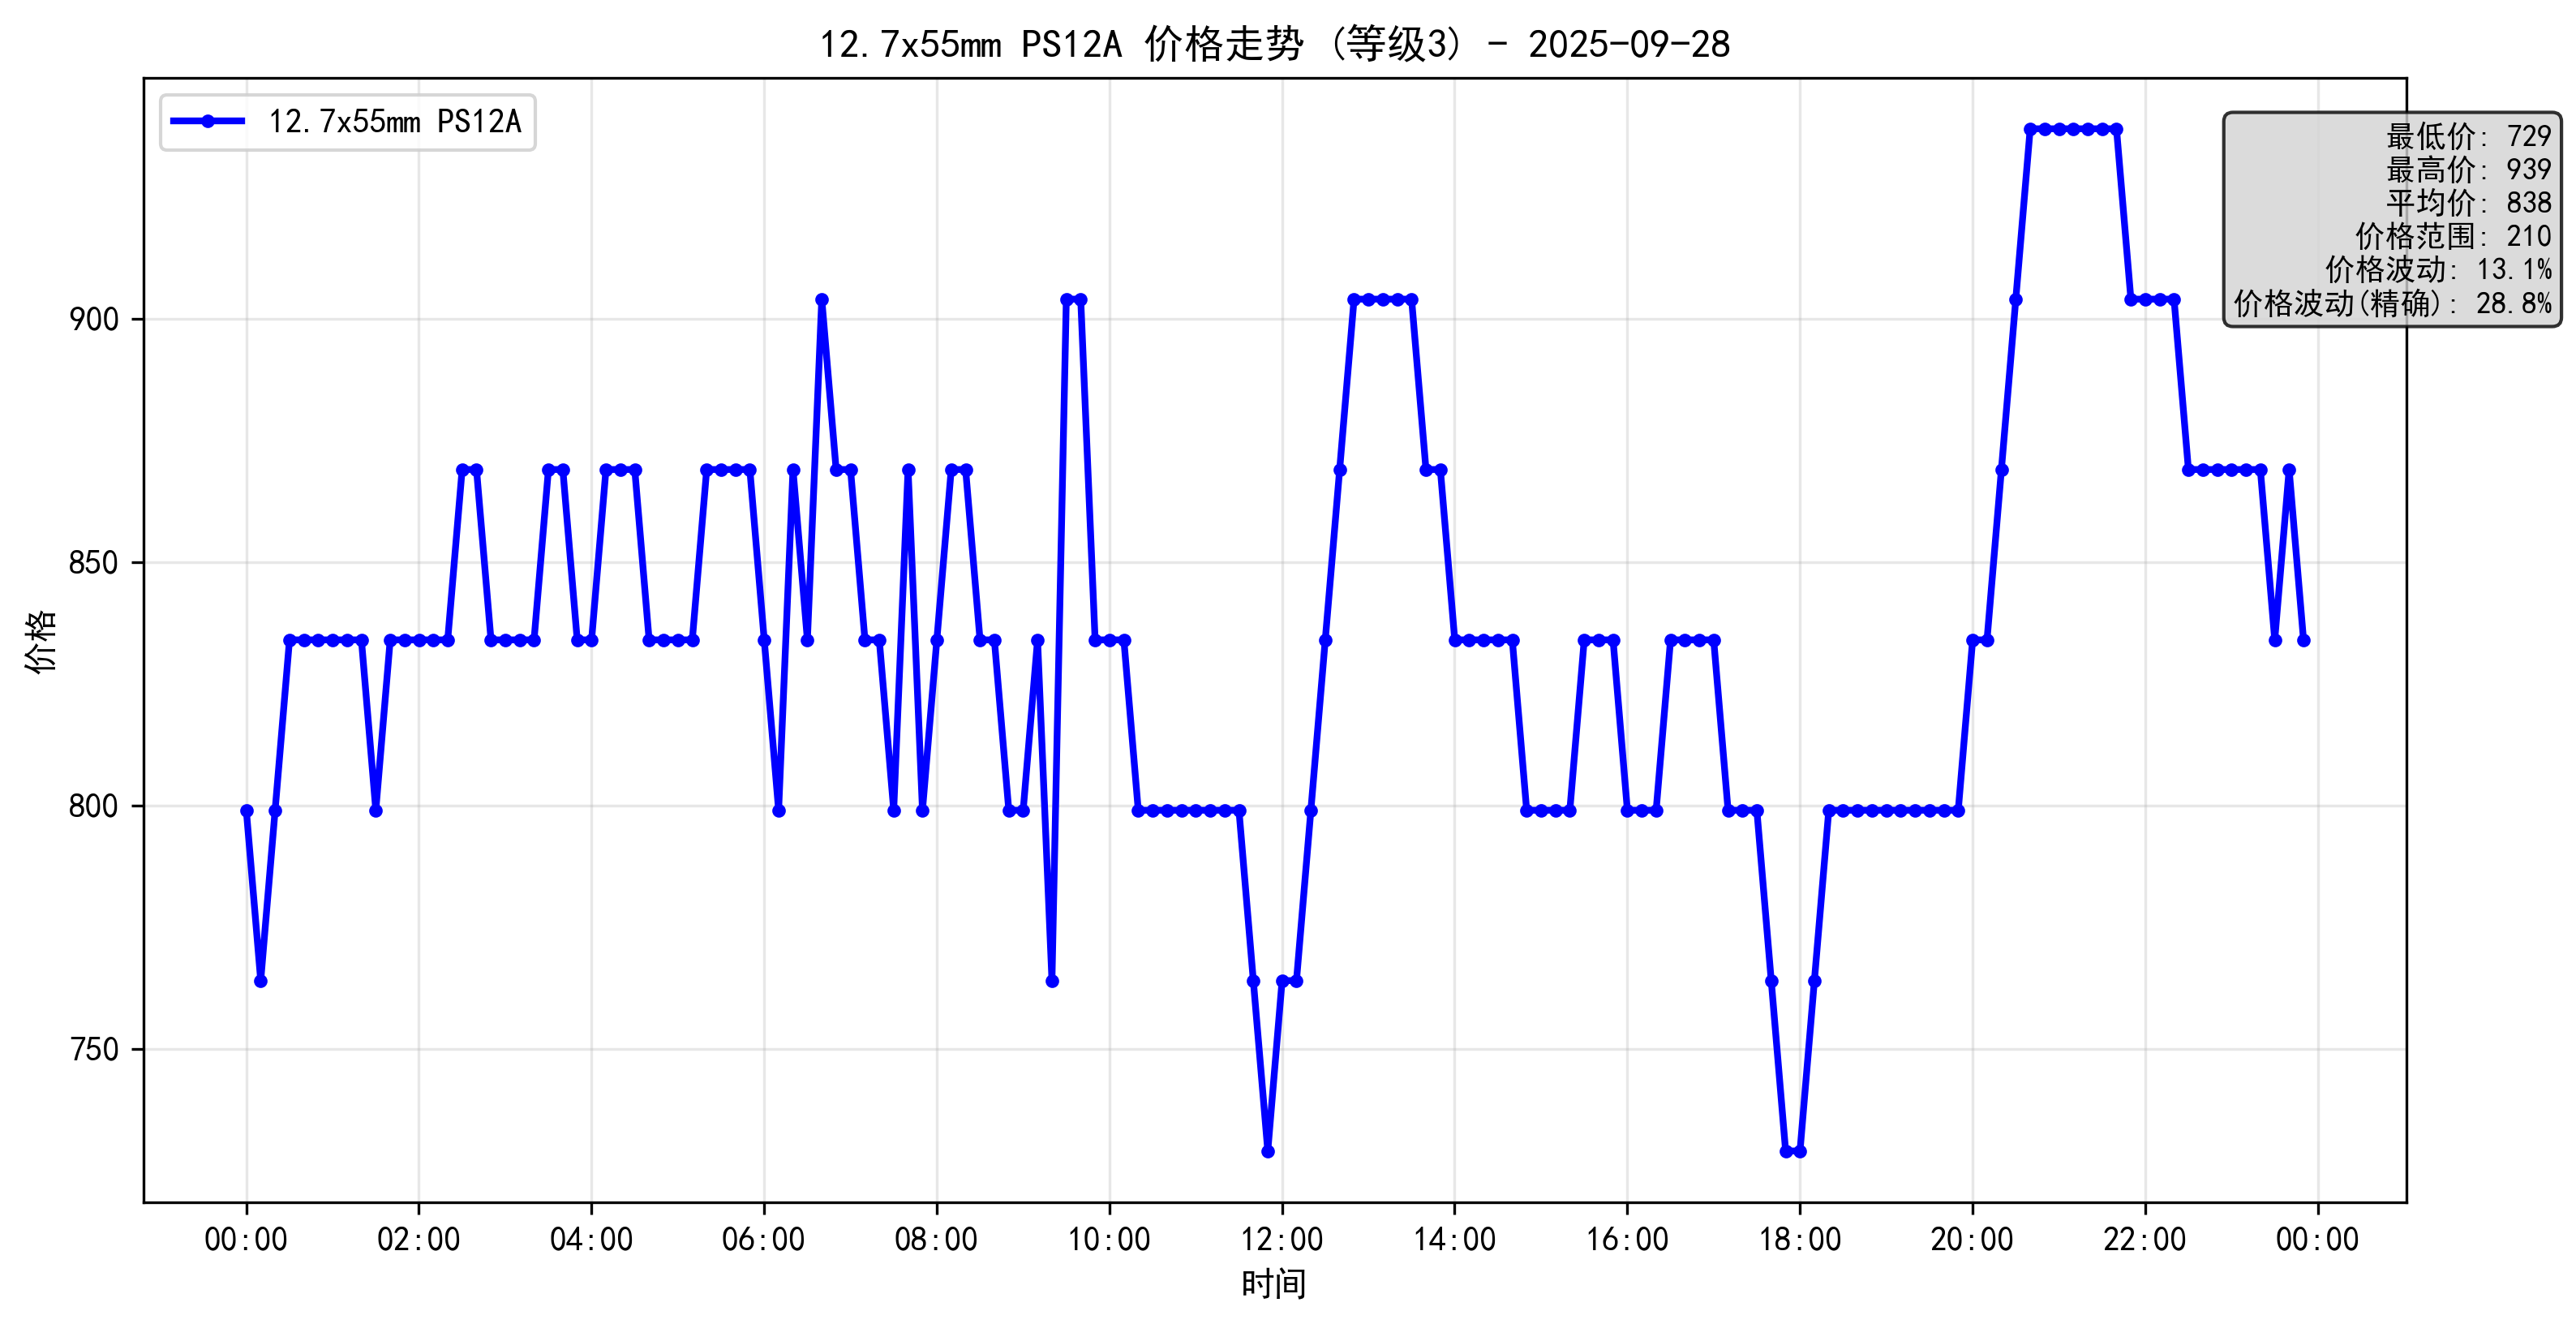 12.7x55mm PS12A 价格走势 (等级3) - 2025-09-28
12.7x55mm PS12A
最低价: 729
最高价: 939
平均价: 838
价格范围: 210
价格波动: 13.1%
价格波动(精确): 28.8%
价格
900
850
800
750
00:00 02:00 04:00 06:00 08:00 10:00 12:00 14:00 16:00 18:00 20:00 22:00 00:00
时间